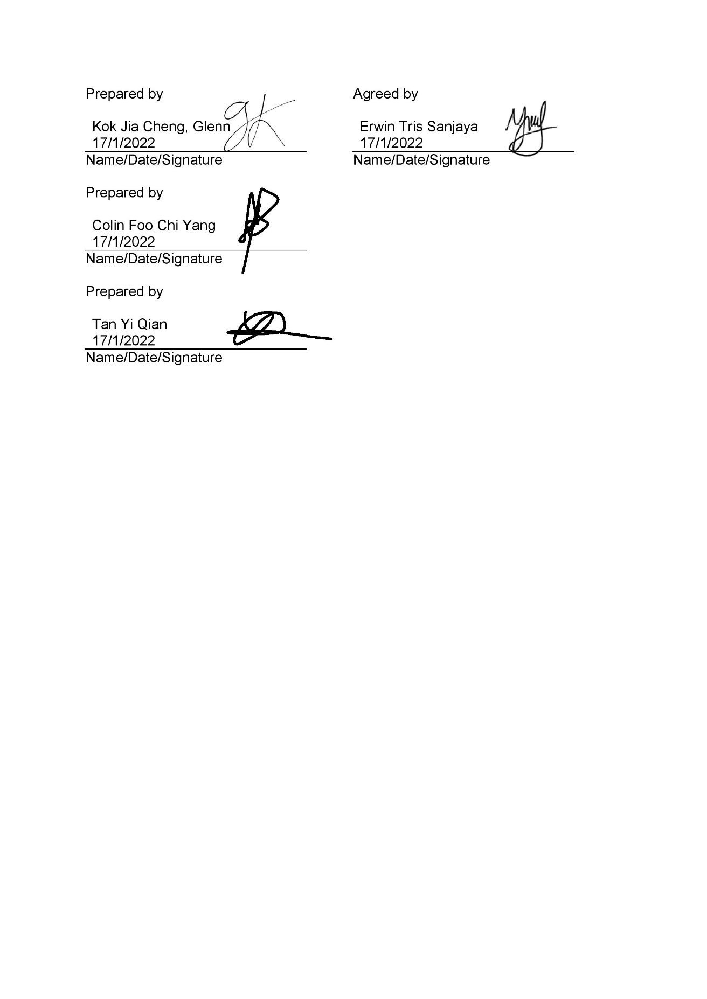 Prepared by
Kok Jia Cheng, Glenn
17/1/2022
Name/Date/Signature
Agreed by
Erwin Tris Sanjaya
17/1/2022
Name/Date/Signature
Prepared by
Colin Foo Chi Yang
17/1/2022
Name/Date/Signature
Prepared by
Tan Yi Qian
17/1/2022
Name/Date/Signature